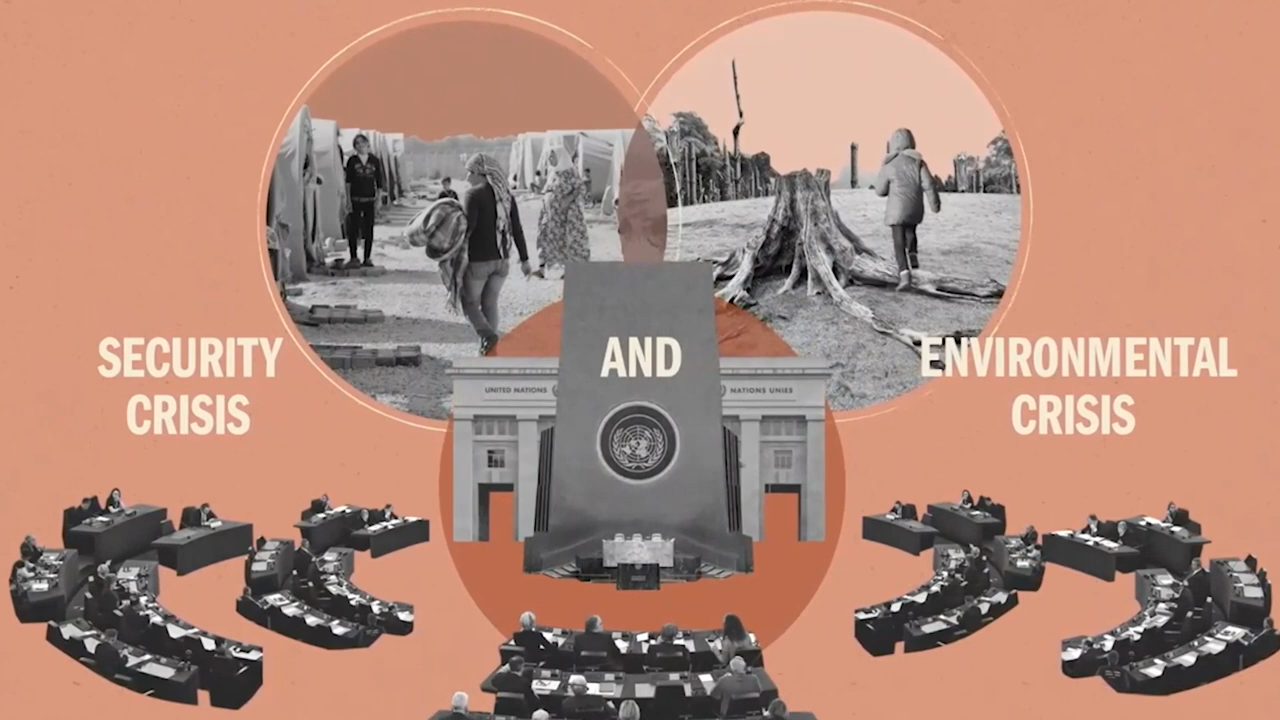 SECURITY
CRISIS
AND
ENVIRONMENTAL
CRISIS
UNITED NATIONS
NATIONS UNIES